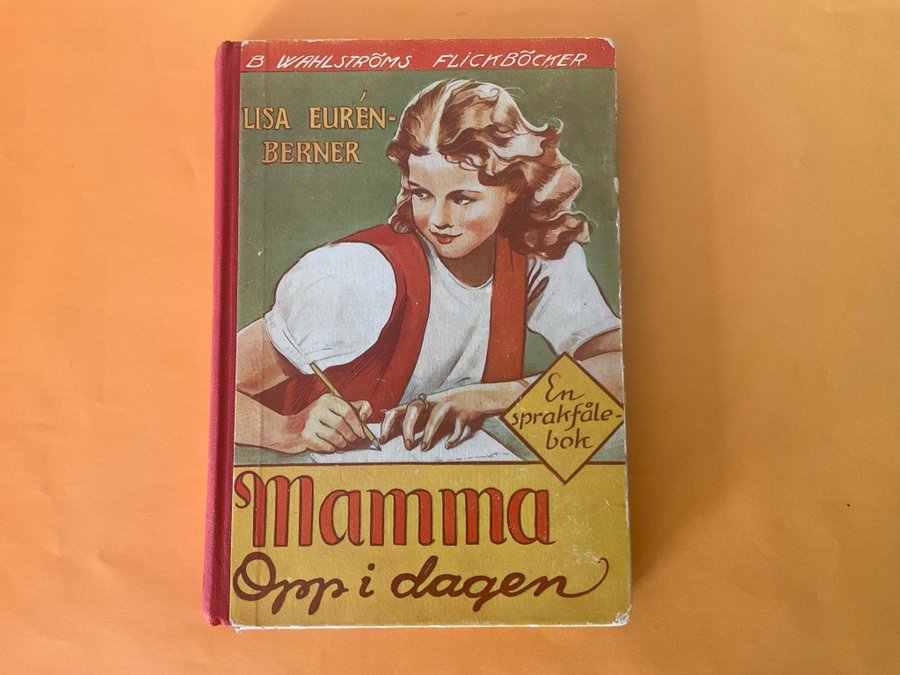 B WAHLSTRÖMS FLICKBÖCKER
LISA EURÉN-
BERNER
En
språkfåle-
bok
Mamma
Opp i dagen